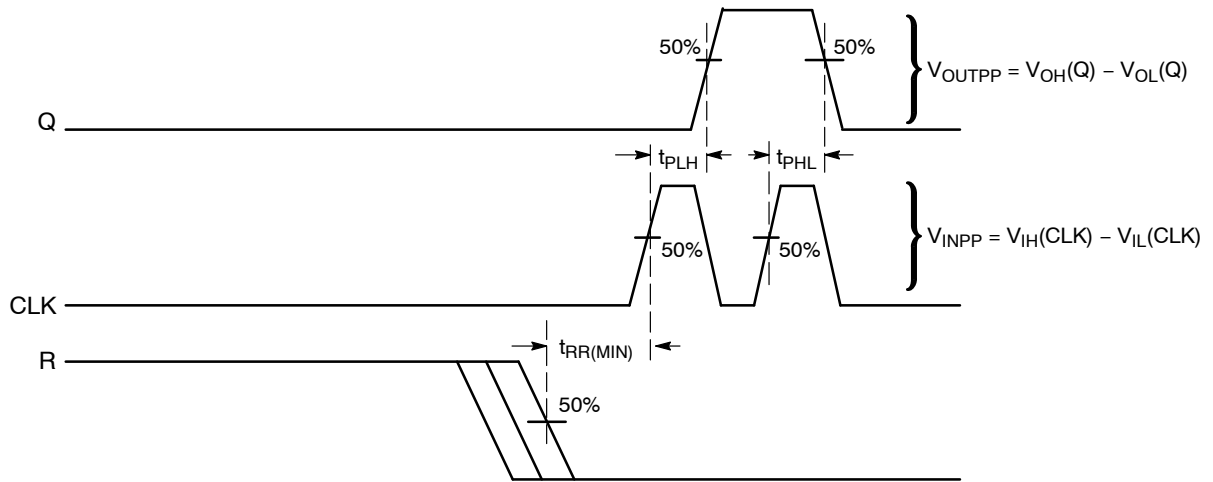 50%
50%
V_OUTPP = V_OH(Q) − V_OL(Q)
Q
t_PLH
t_PHL
50%
50%
V_INPP = V_IH(CLK) − V_IL(CLK)
CLK
t_RR(MIN)
R
50%